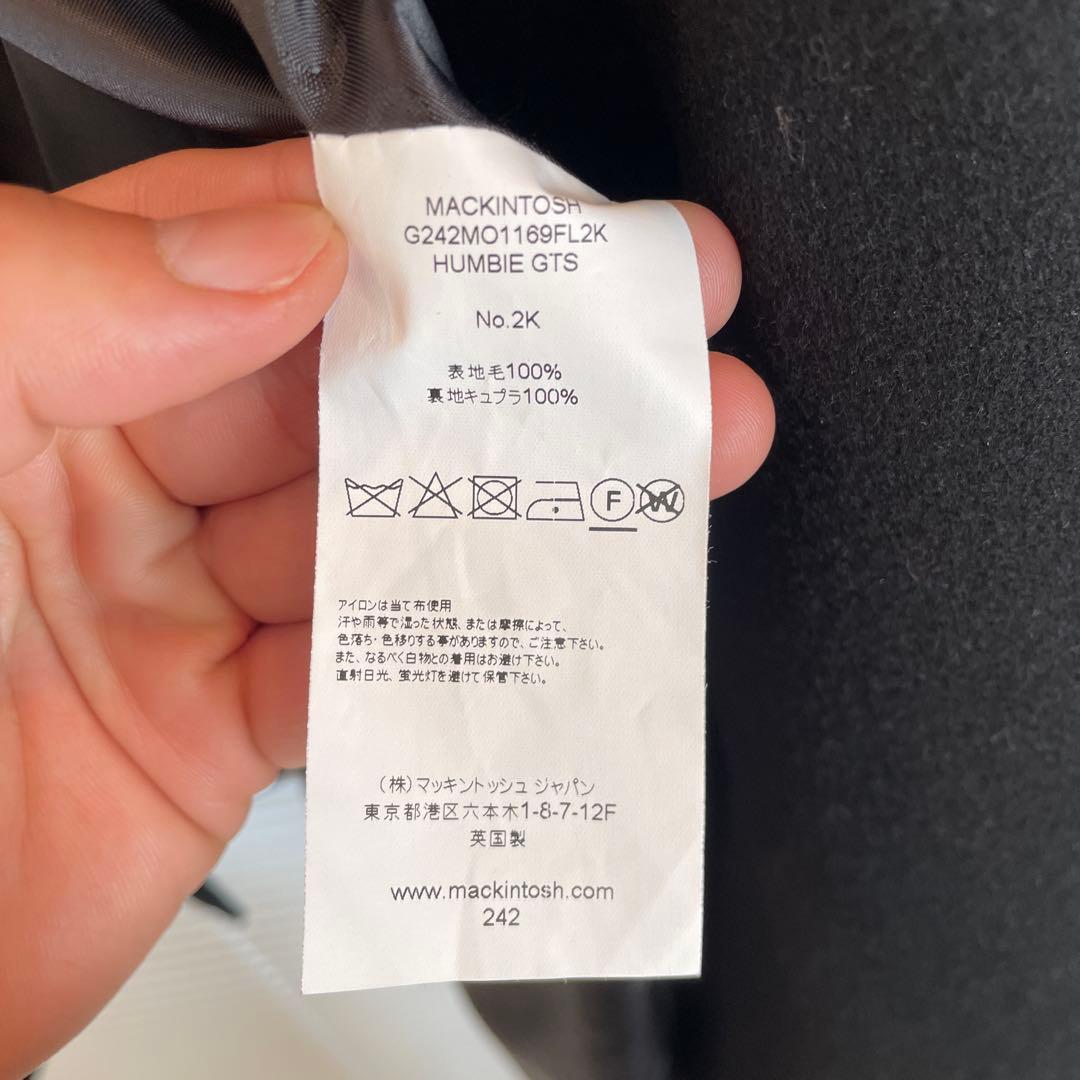 MACKINTOSH
G242MO1169FL2K
HUMBIE GTS
No.2K
表地毛100%
裏地キュプラ100%
F
W
アイロンは当て布使用
汗や雨等で湿った状態、または摩擦によって、
色落ち・色移りする事がありますので、ご注意下さい。
また、なるべく白物との着用はお避け下さい。
直射日光、蛍光灯を避けて保管下さい。
(株)マッキントッシュ ジャパン
東京都港区六本木1-8-7-12F
英国製
www.mackintosh.com
242